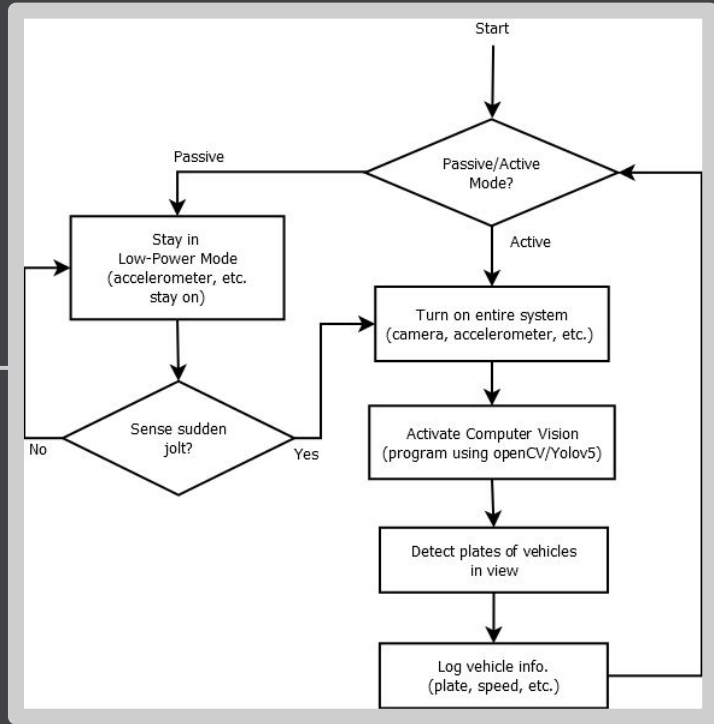 Start
Passive/Active
Mode?
Passive
Active
Stay in
Low-Power Mode
(accelerometer, etc.
stay on)
Turn on entire system
(camera, accelerometer, etc.)
Sense sudden
jolt?
No
Yes
Activate Computer Vision
(program using openCV/Yolov5)
Detect plates of vehicles
in view
Log vehicle info.
(plate, speed, etc.)